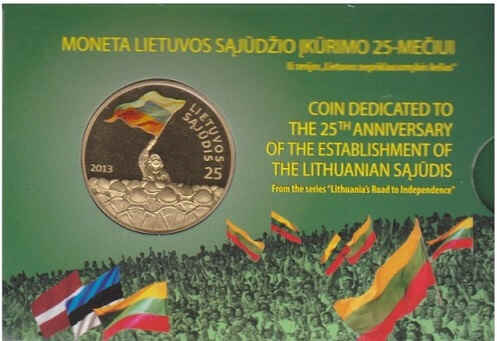 MONETA LIETUVOS SĄJŪDŽIO ĮKŪRIMO 25-MEČIUI
Iš serijos „Lietuvos nepriklausomybės kelias“
COIN DEDICATED TO
THE 25TH ANNIVERSARY
OF THE ESTABLISHMENT OF
THE LITHUANIAN SĄJŪDIS
From the series "Lithuania's Road to Independence"
LIETUVOS
SĄJŪDIS
25
2013